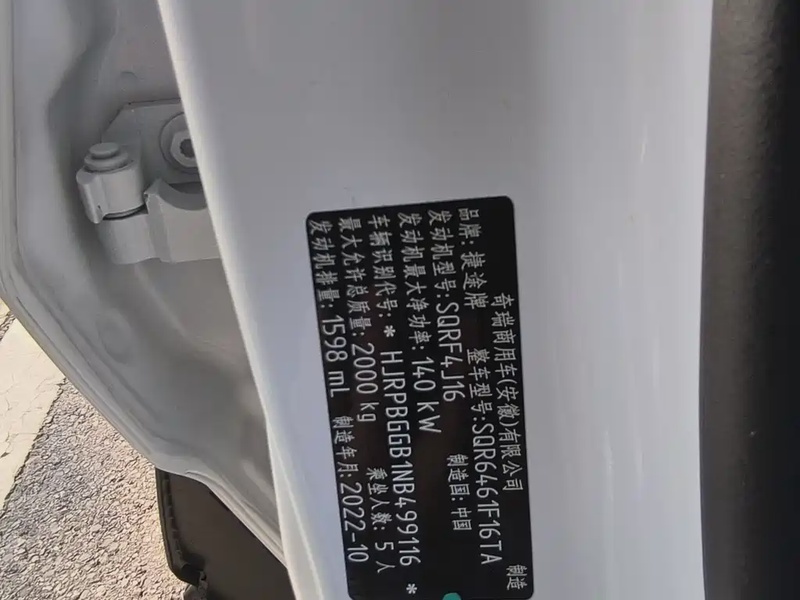 奇瑞商用车(安徽)有限公司 制造
品牌: 捷途牌 整车型号: SQR6461F16TA
发动机型号: SQRF4J16 制造国: 中国
发动机最大净功率: 140 kW
车辆识别代号: * HJRPBGGB1NB499116 *
最大允许总质量: 2000 kg 乘坐人数: 5 人
发动机排量: 1598 mL 制造年月: 2022-10